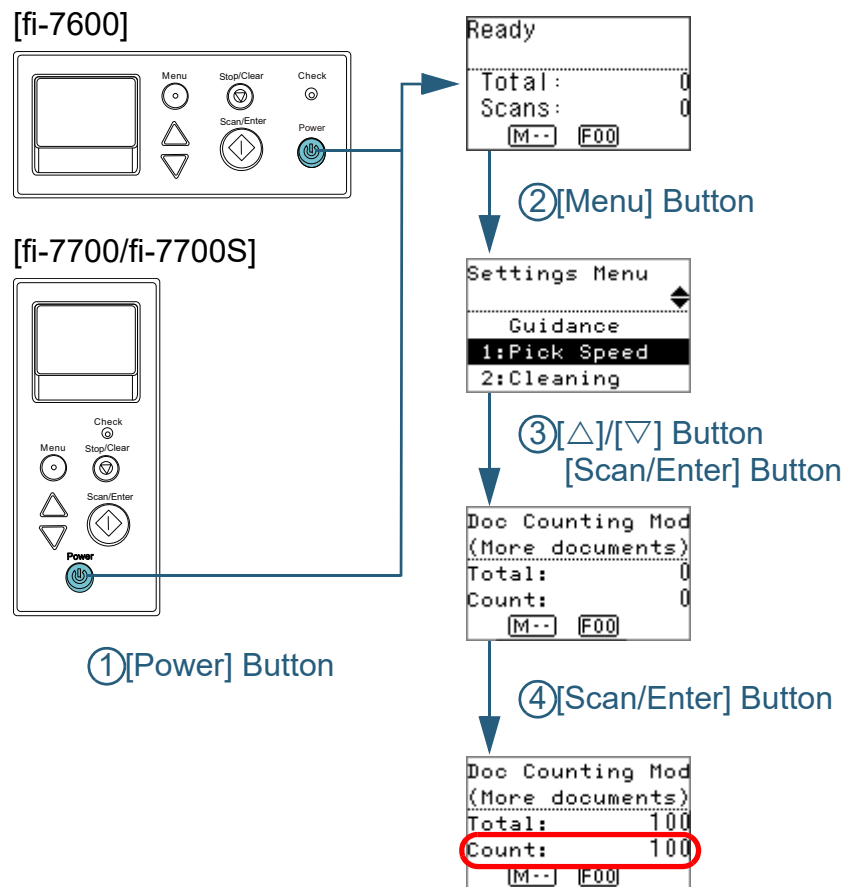 [fi-7600]
Menu
Stop/Clear
Check
Scan/Enter
Power
[fi-7700/fi-7700S]
Check
Menu
Stop/Clear
Scan/Enter
Power
①[Power] Button
Ready
Total: 0
Scans: 0
M-- F00
②[Menu] Button
Settings Menu
Guidance
1:Pick Speed
2:Cleaning
③[△]/[▽] Button
[Scan/Enter] Button
Doc Counting Mod
(More documents)
Total: 0
Count: 0
M-- F00
④[Scan/Enter] Button
Doc Counting Mod
(More documents)
Total: 100
Count: 100
M-- F00